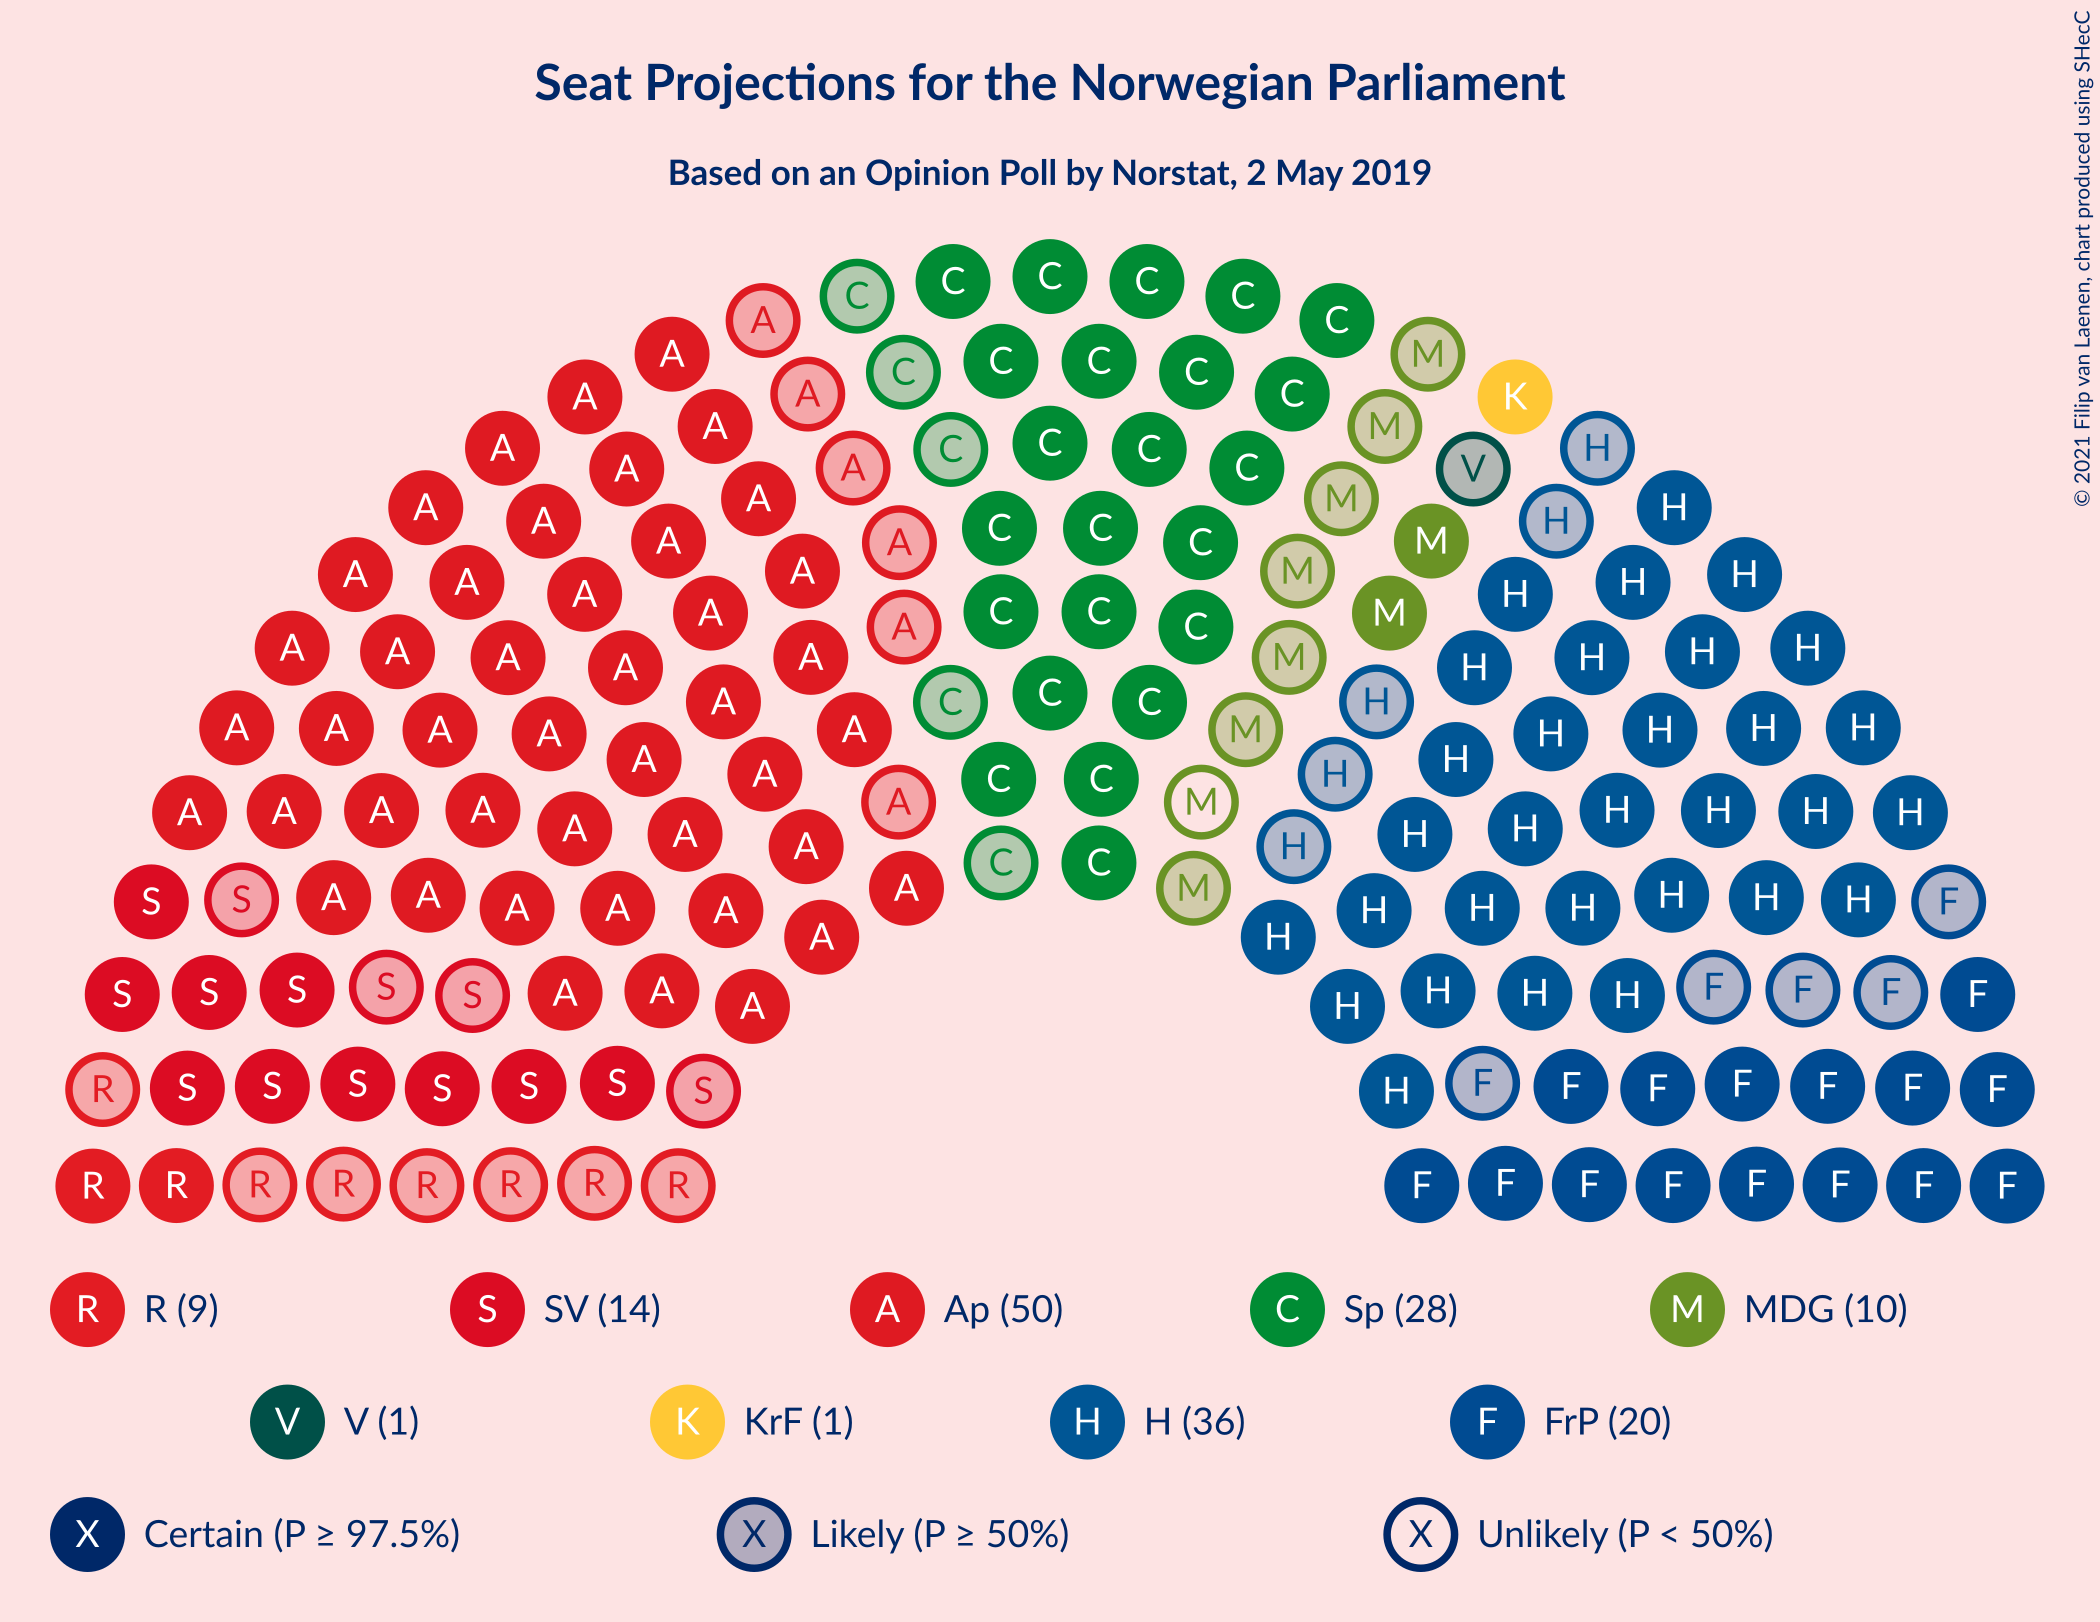 © 2021 Filip van Laenen, chart produced using SHecC
Seat Projections for the Norwegian Parliament
Based on an Opinion Poll by Norstat, 2 May 2019
C
C C
C C
A C
A M
C C
C C
A A C K
A M
C
A C C H
A A C V
A M
A H
A C C H
A A C M
A A M H
A H
A H
A C C M
A C
A A A A M H H H
A H
C
A C C H
A A A A A M H H H H
A H
A C C H
A A A A A M H H H H
A A A H H H
C C
A M
S S A A A A A H H H H H H F
A H
S S S S S A A A H H H H F F F F
R S S S S S S S H F F F F F F F
R R R R R R R R F F F F F F F F
R R (9) S SV (14) A Ap (50) C Sp (28) M MDG (10)
V V (1) K KrF (1) H H (36) F FrP (20)
X Certain (P ≥ 97.5%) X Likely (P ≥ 50%) X Unlikely (P < 50%)